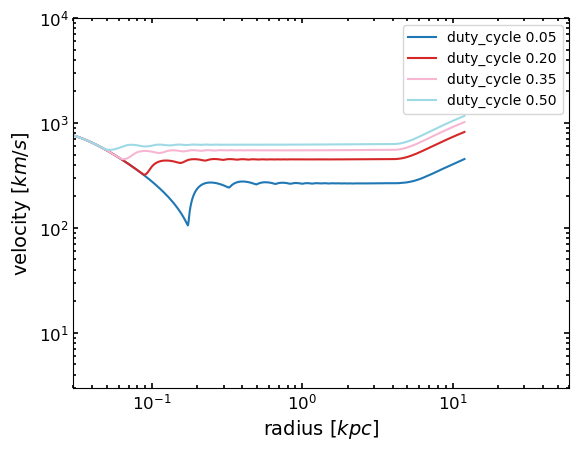 10^4
10^3
10^2
10^1
velocity [km/s]
duty_cycle 0.05
duty_cycle 0.20
duty_cycle 0.35
duty_cycle 0.50
10^-1
10^0
10^1
radius [kpc]